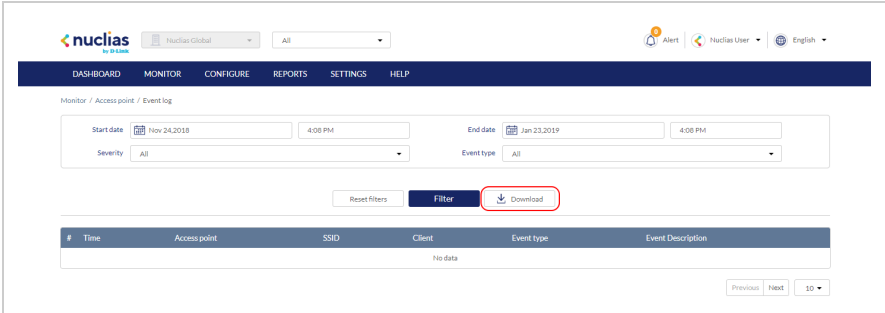 nuclias
by D-Link
Nuclias Global
All
0
Alert
Nuclias User
English
DASHBOARD MONITOR CONFIGURE REPORTS SETTINGS HELP
Monitor / Access point / Event log
Start date Nov 24,2018 4:08 PM End date Jan 23,2019 4:08 PM
Severity All Event type All
Reset filters Filter Download
# Time Access point SSID Client Event type Event Description
No data
Previous Next 10